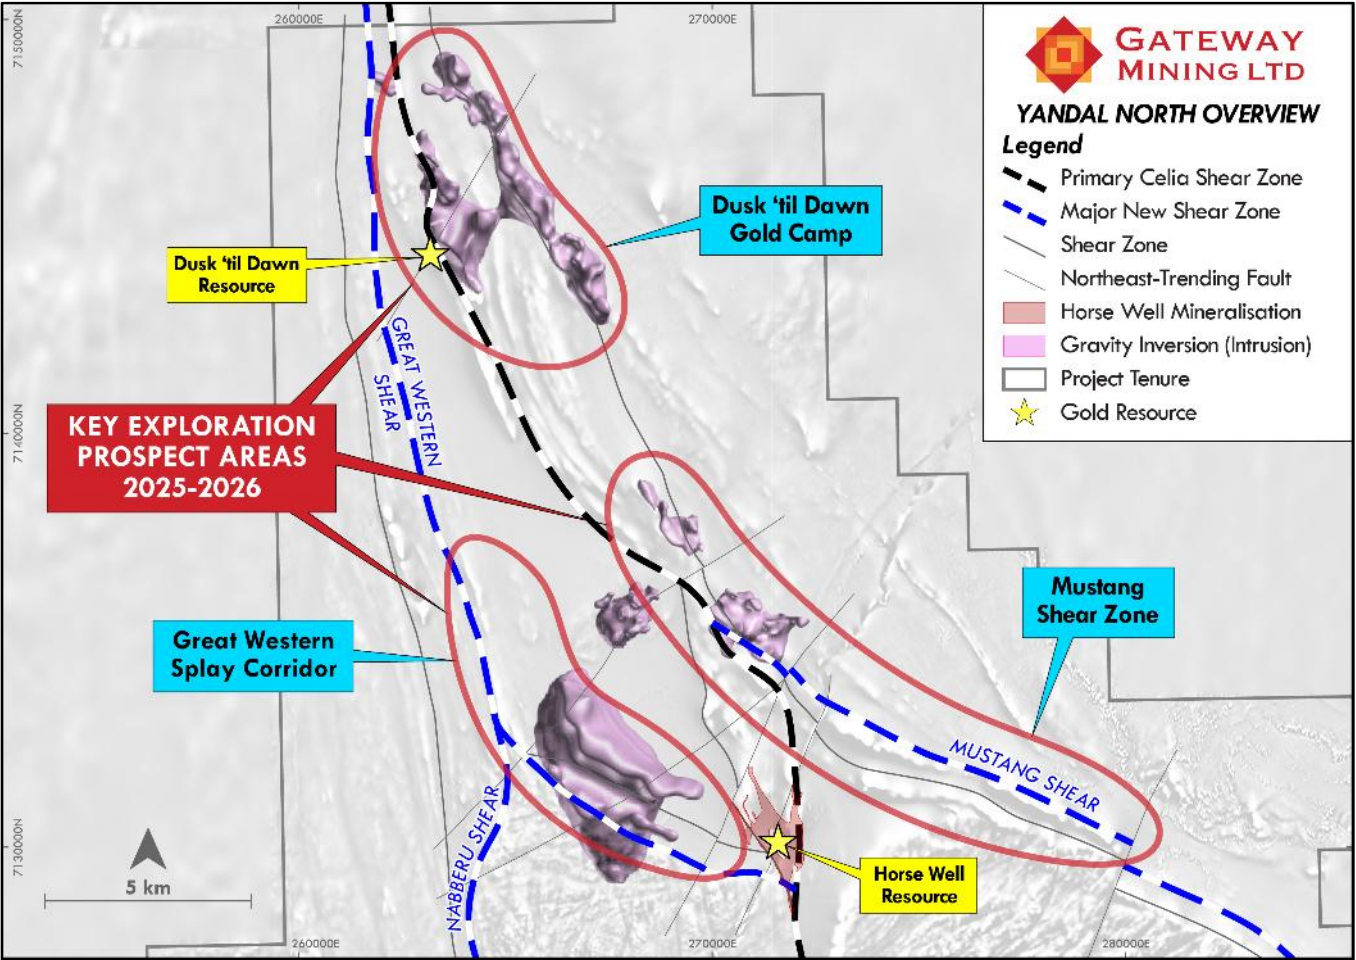 260000E
270000E
7150000N
7140000N
7130000N
GATEWAY
MINING LTD
YANDAL NORTH OVERVIEW
Legend
Primary Celia Shear Zone
Major New Shear Zone
Shear Zone
Northeast-Trending Fault
Horse Well Mineralisation
Gravity Inversion (Intrusion)
Project Tenure
Gold Resource
Dusk ‘til Dawn
Gold Camp
Dusk ‘til Dawn
Resource
GREAT WESTERN
SHEAR
KEY EXPLORATION
PROSPECT AREAS
2025-2026
Mustang
Shear Zone
Great Western
Splay Corridor
MUSTANG SHEAR
NABBERU SHEAR
Horse Well
Resource
5 km
260000E
270000E
280000E